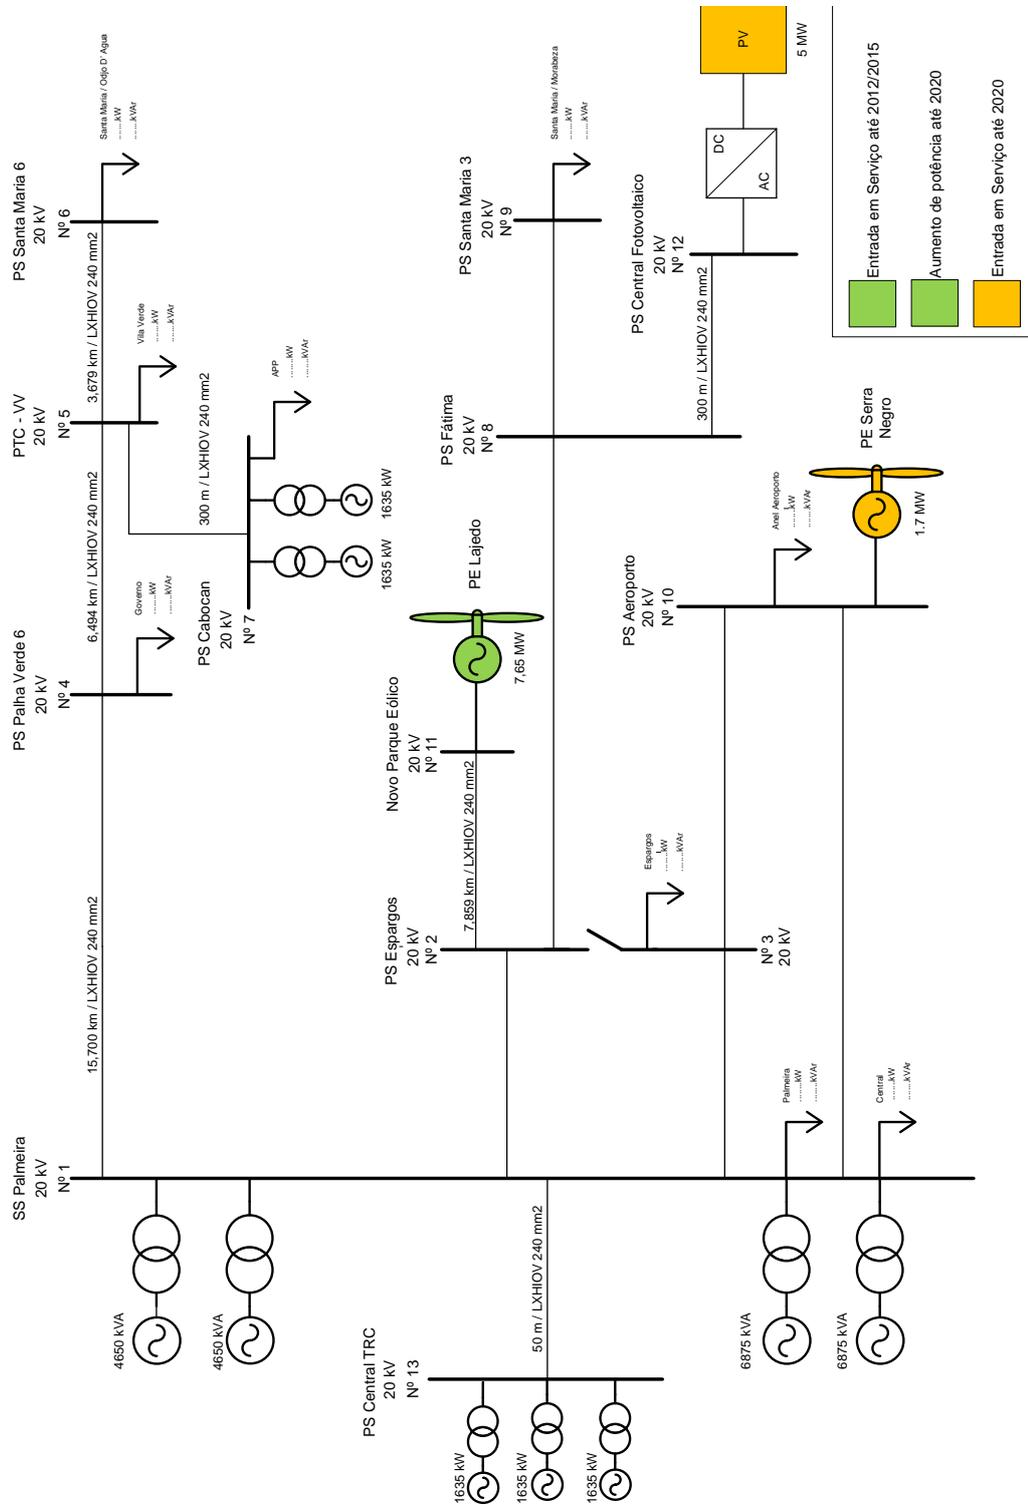 SS Palmeira
20 kV
Nº 1
4650 kVA
4650 kVA
15,700 km / LXHIOV 240 mm2
PS Palha Verde 6
20 kV
Nº 4
Governo
........kW
........kVAr
6,494 km / LXHIOV 240 mm2
PTC - VV
20 kV
Nº 5
Vila Verde
........kW
........kVAr
3,679 km / LXHIOV 240 mm2
PS Santa Maria 6
20 kV
Nº 6
Santa Maria / Odjo D' Agua
........kW
........kVAr
300 m / LXHIOV 240 mm2
PS Cabocan
20 kV
Nº 7
1635 kW
1635 kW
APP
........kW
........kVAr
PS Central TRC
20 kV
Nº 13
1635 kW
1635 kW
1635 kW
50 m / LXHIOV 240 mm2
PS Espargos
20 kV
Nº 2
7,859 km / LXHIOV 240 mm2
Novo Parque Eólico
20 kV
Nº 11
PE Lajedo
7,65 MW
PS Fátima
20 kV
Nº 8
PS Santa Maria 3
20 kV
Nº 9
Santa Maria / Morabeza
........kW
........kVAr
300 m / LXHIOV 240 mm2
PS Central Fotovoltaico
20 kV
Nº 12
DC
AC
PV
5 MW
Espargos
I
........kW
........kVAr
Nº 3
20 kV
PS Aeroporto
20 kV
Nº 10
Anel Aeroporto
I
........kW
........kVAr
PE Serra
Negro
1.7 MW
6875 kVA
6875 kVA
Palmeira
........kW
........kVAr
Central
........kW
........kVAr
Entrada em Serviço até 2012/2015
Aumento de potência até 2020
Entrada em Serviço até 2020